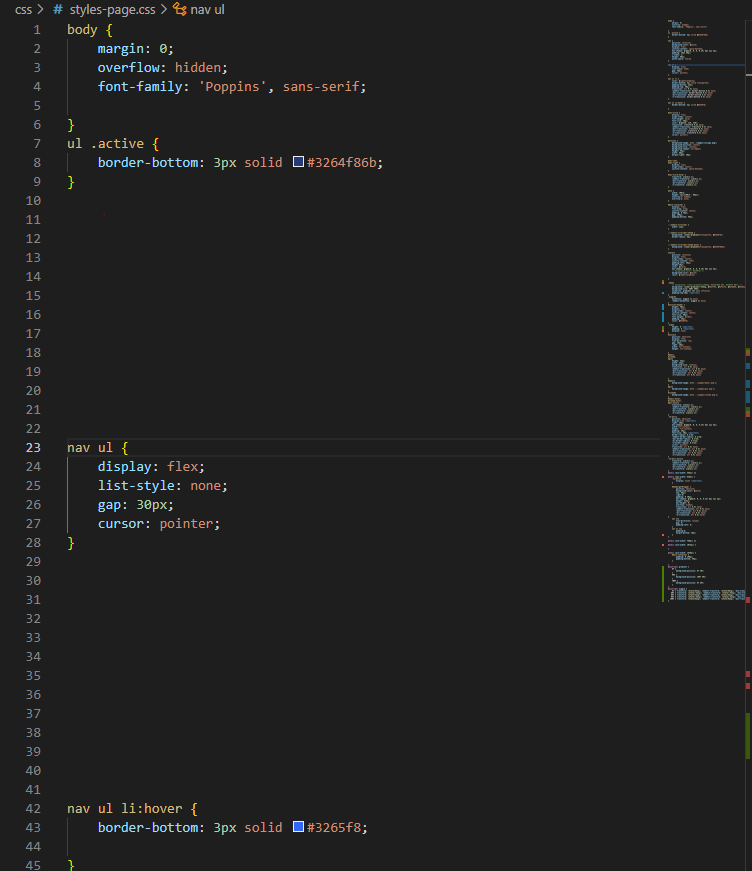 css > # styles-page.css > nav ul
1 body {
2 margin: 0;
3 overflow: hidden;
4 font-family: 'Poppins', sans-serif;
5
6 }
7 ul .active {
8 border-bottom: 3px solid #3264f86b;
9 }
10
11
12
13
14
15
16
17
18
19
20
21
22
23 nav ul {
24 display: flex;
25 list-style: none;
26 gap: 30px;
27 cursor: pointer;
28 }
29
30
31
32
33
34
35
36
37
38
39
40
41
42 nav ul li:hover {
43 border-bottom: 3px solid #3265f8;
44
45 }